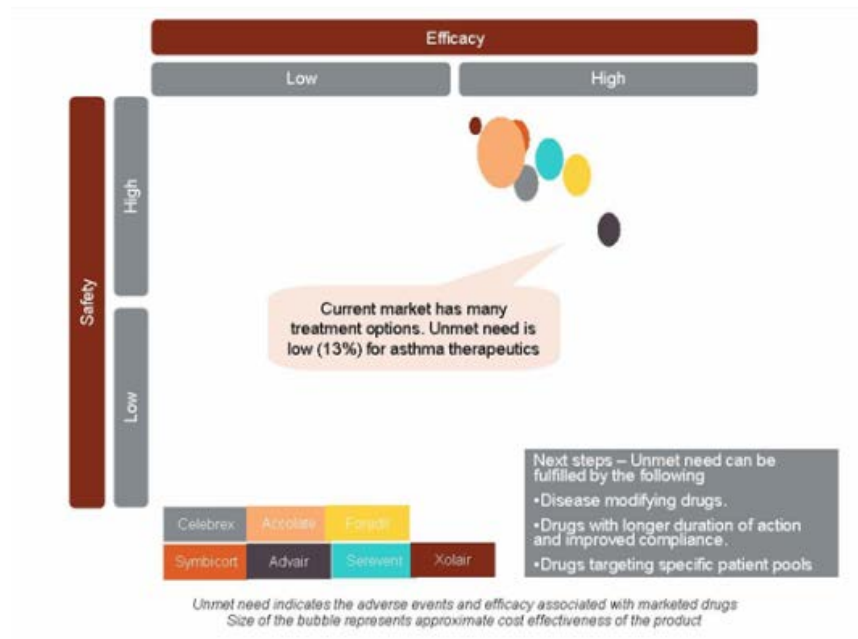 Efficacy
Low
High
Safety
High
Low
Current market has many
treatment options. Unmet need is
low (13%) for asthma therapeutics
Next steps – Unmet need can be
fulfilled by the following
•Disease modifying drugs.
•Drugs with longer duration of action
and improved compliance.
•Drugs targeting specific patient pools
Celebrex Accolate Foradil
Symbicort Advair Serevent Xolair
Unmet need indicates the adverse events and efficacy associated with marketed drugs
Size of the bubble represents approximate cost effectiveness of the product